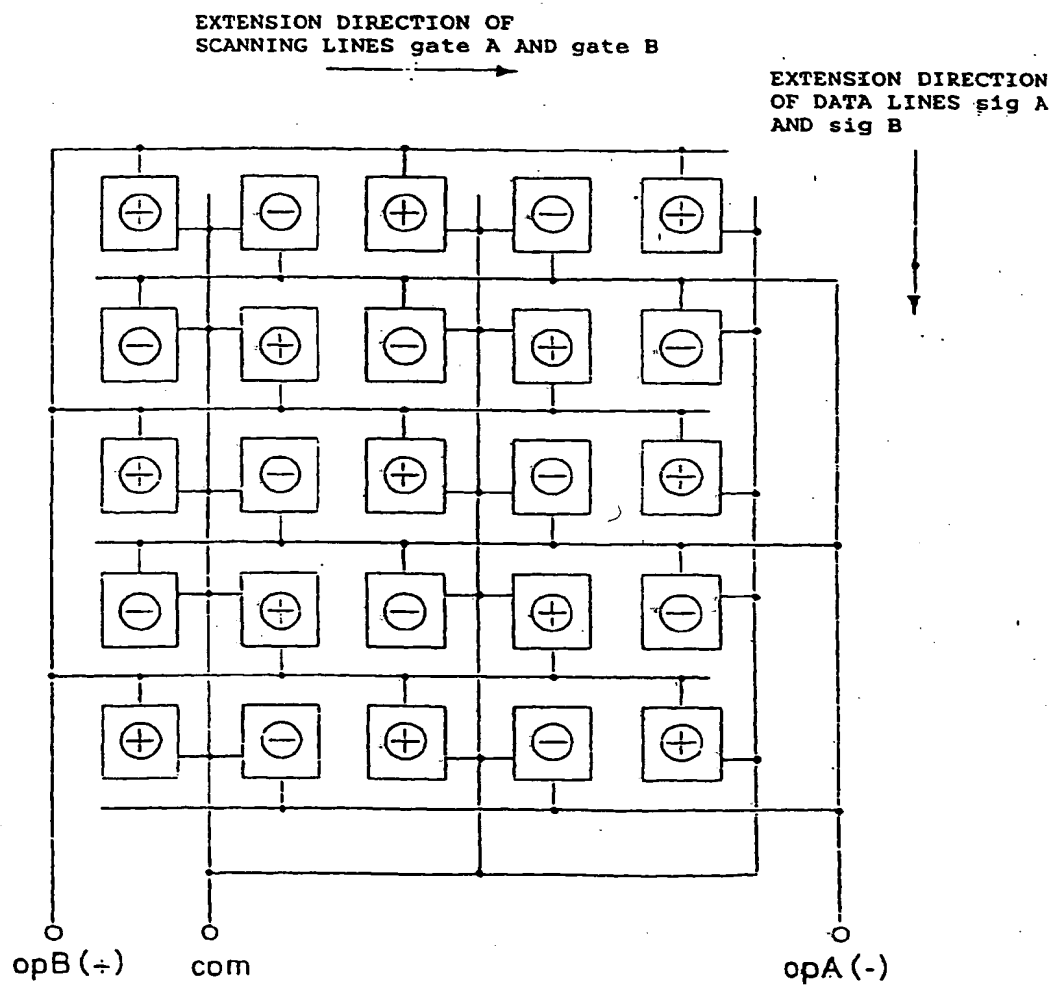 EXTENSION DIRECTION OF
SCANNING LINES gate A AND gate B
EXTENSION DIRECTION
OF DATA LINES sig A
AND sig B
opB (+)
com
opA (-)